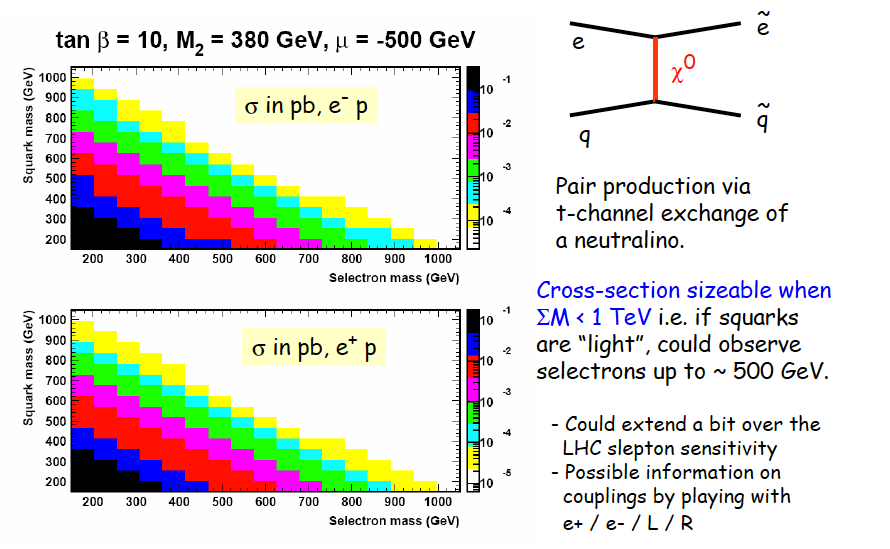 tan β = 10, M2 = 380 GeV, μ = -500 GeV
Squark mass (GeV)
1000
900
800
700
600
500
400
300
200
σ in pb, e- p
200 300 400 500 600 700 800 900 1000
Selectron mass (GeV)
10 -1
10 -2
10 -3
10 -4
Squark mass (GeV)
1000
900
800
700
600
500
400
300
200
σ in pb, e+ p
200 300 400 500 600 700 800 900 1000
Selectron mass (GeV)
10 -1
10 -2
10 -3
10 -4
10 -5
e
ẽ
χ0
q
q̃
Pair production via
t-channel exchange of
a neutralino.
Cross-section sizeable when
ΣM < 1 TeV i.e. if squarks
are “light”, could observe
selectrons up to ~ 500 GeV.
- Could extend a bit over the
LHC slepton sensitivity
- Possible information on
couplings by playing with
e+ / e- / L / R